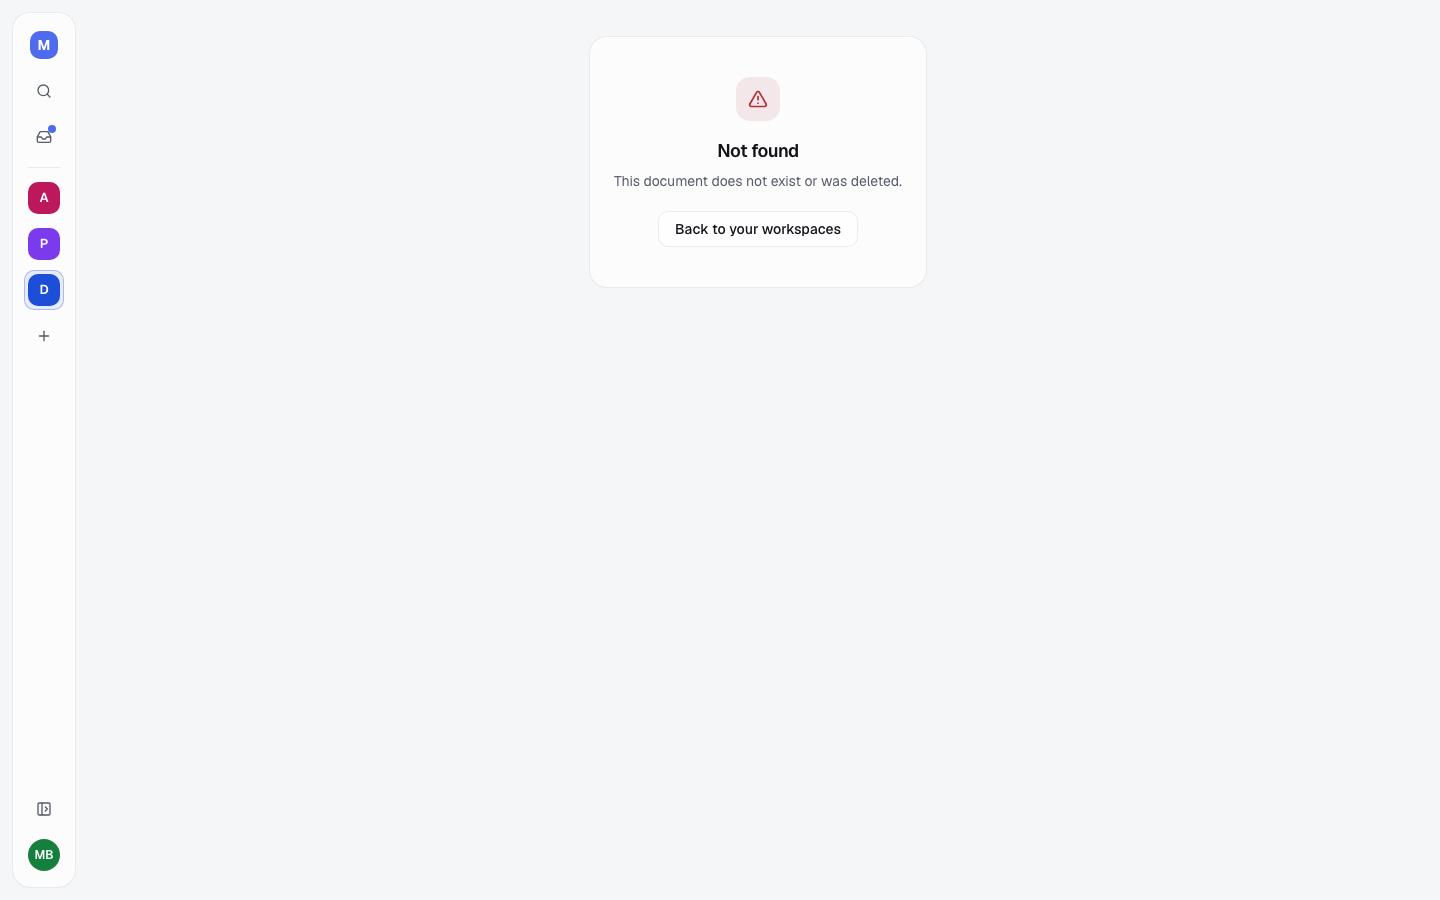 M
A
P
D
MB
Not found
This document does not exist or was deleted.
Back to your workspaces